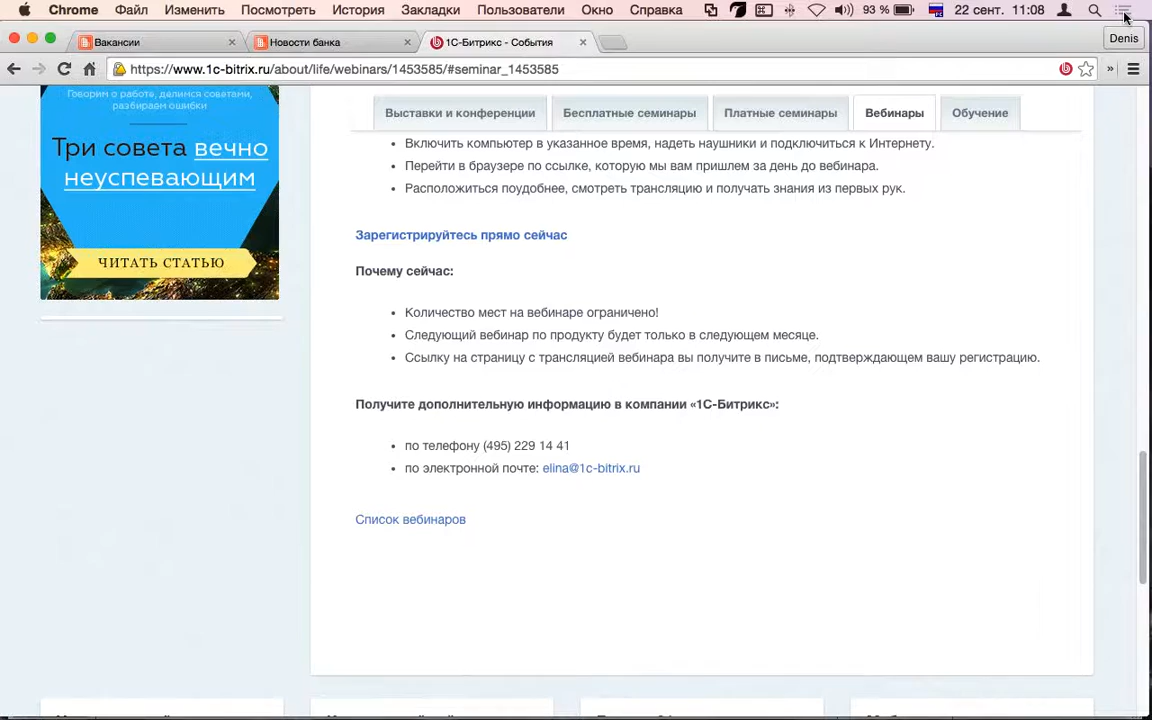 Chrome Файл Изменить Посмотреть История Закладки Пользователи Окно Справка 93 % 22 сент. 11:08
Вакансии Новости банка 1С-Битрикс - События Denis
https://www.1c-bitrix.ru/about/life/webinars/1453585/#seminar_1453585
Говорим о работе, делимся советами,
разбираем ошибки
Три совета вечно
неуспевающим
ЧИТАТЬ СТАТЬЮ
Выставки и конференции Бесплатные семинары Платные семинары Вебинары Обучение
Включить компьютер в указанное время, надеть наушники и подключиться к Интернету.
Перейти в браузере по ссылке, которую мы вам пришлем за день до вебинара.
Расположиться поудобнее, смотреть трансляцию и получать знания из первых рук.
Зарегистрируйтесь прямо сейчас
Почему сейчас:
Количество мест на вебинаре ограничено!
Следующий вебинар по продукту будет только в следующем месяце.
Ссылку на страницу с трансляцией вебинара вы получите в письме, подтверждающем вашу регистрацию.
Получите дополнительную информацию в компании «1С-Битрикс»:
по телефону (495) 229 14 41
по электронной почте: elina@1c-bitrix.ru
Список вебинаров